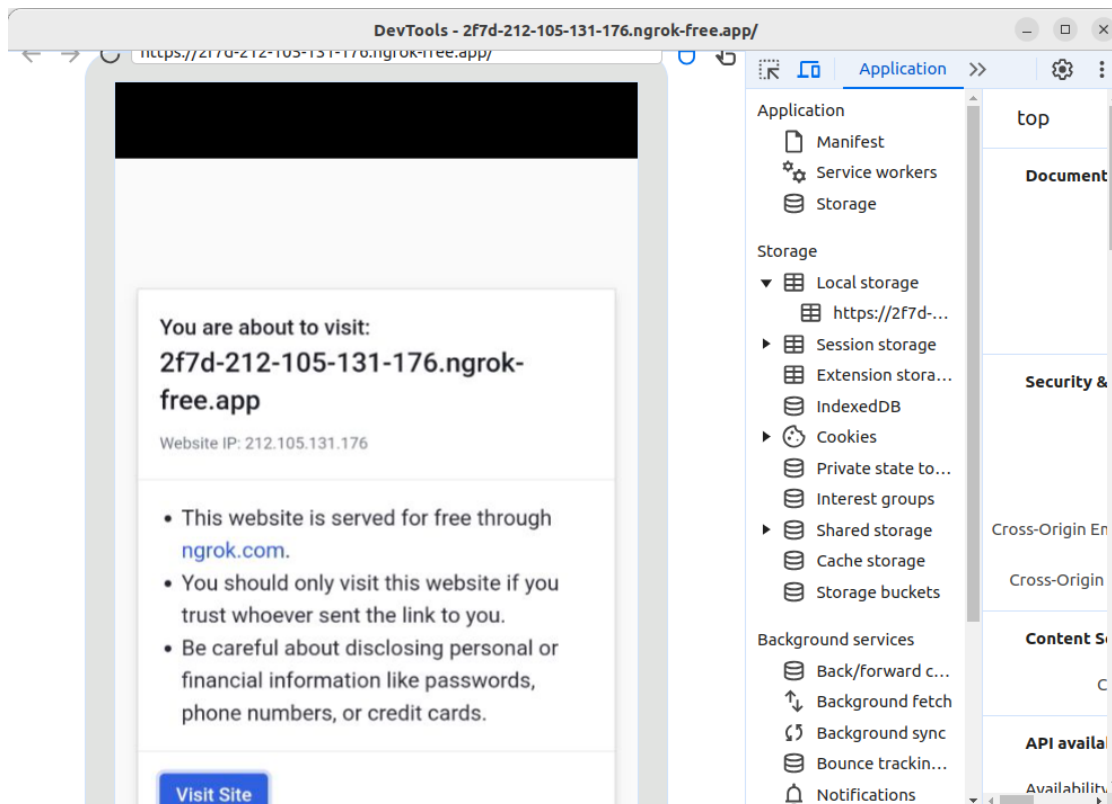 DevTools - 2f7d-212-105-131-176.ngrok-free.app/
https://2f7d-212-105-131-176.ngrok-free.app/
Application
Application
Manifest
Service workers
Storage
Storage
Local storage
https://2f7d-...
Session storage
Extension stora...
IndexedDB
Cookies
Private state to...
Interest groups
Shared storage
Cache storage
Storage buckets
Background services
Back/forward c...
Background fetch
Background sync
Bounce trackin...
Notifications
top
Document
Security &
Cross-Origin Em
Cross-Origin
Content S
C
API availa
Availability
You are about to visit:
2f7d-212-105-131-176.ngrok-
free.app
Website IP: 212.105.131.176
• This website is served for free through
ngrok.com.
• You should only visit this website if you
trust whoever sent the link to you.
• Be careful about disclosing personal or
financial information like passwords,
phone numbers, or credit cards.
Visit Site